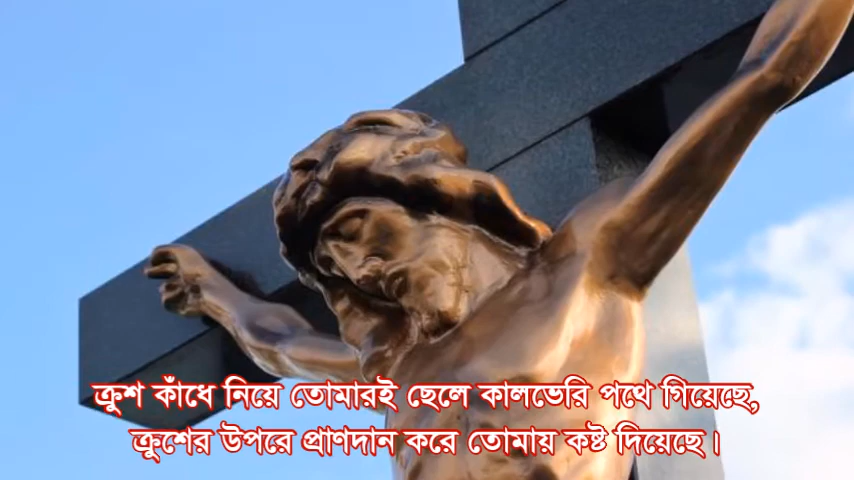 ক্রুশ কাঁধে নিয়ে তোমারই ছেলে কালভেরি পথে গিয়েছে,
ক্রুশের উপরে প্রাণদান করে তোমায় কষ্ট দিয়েছে।